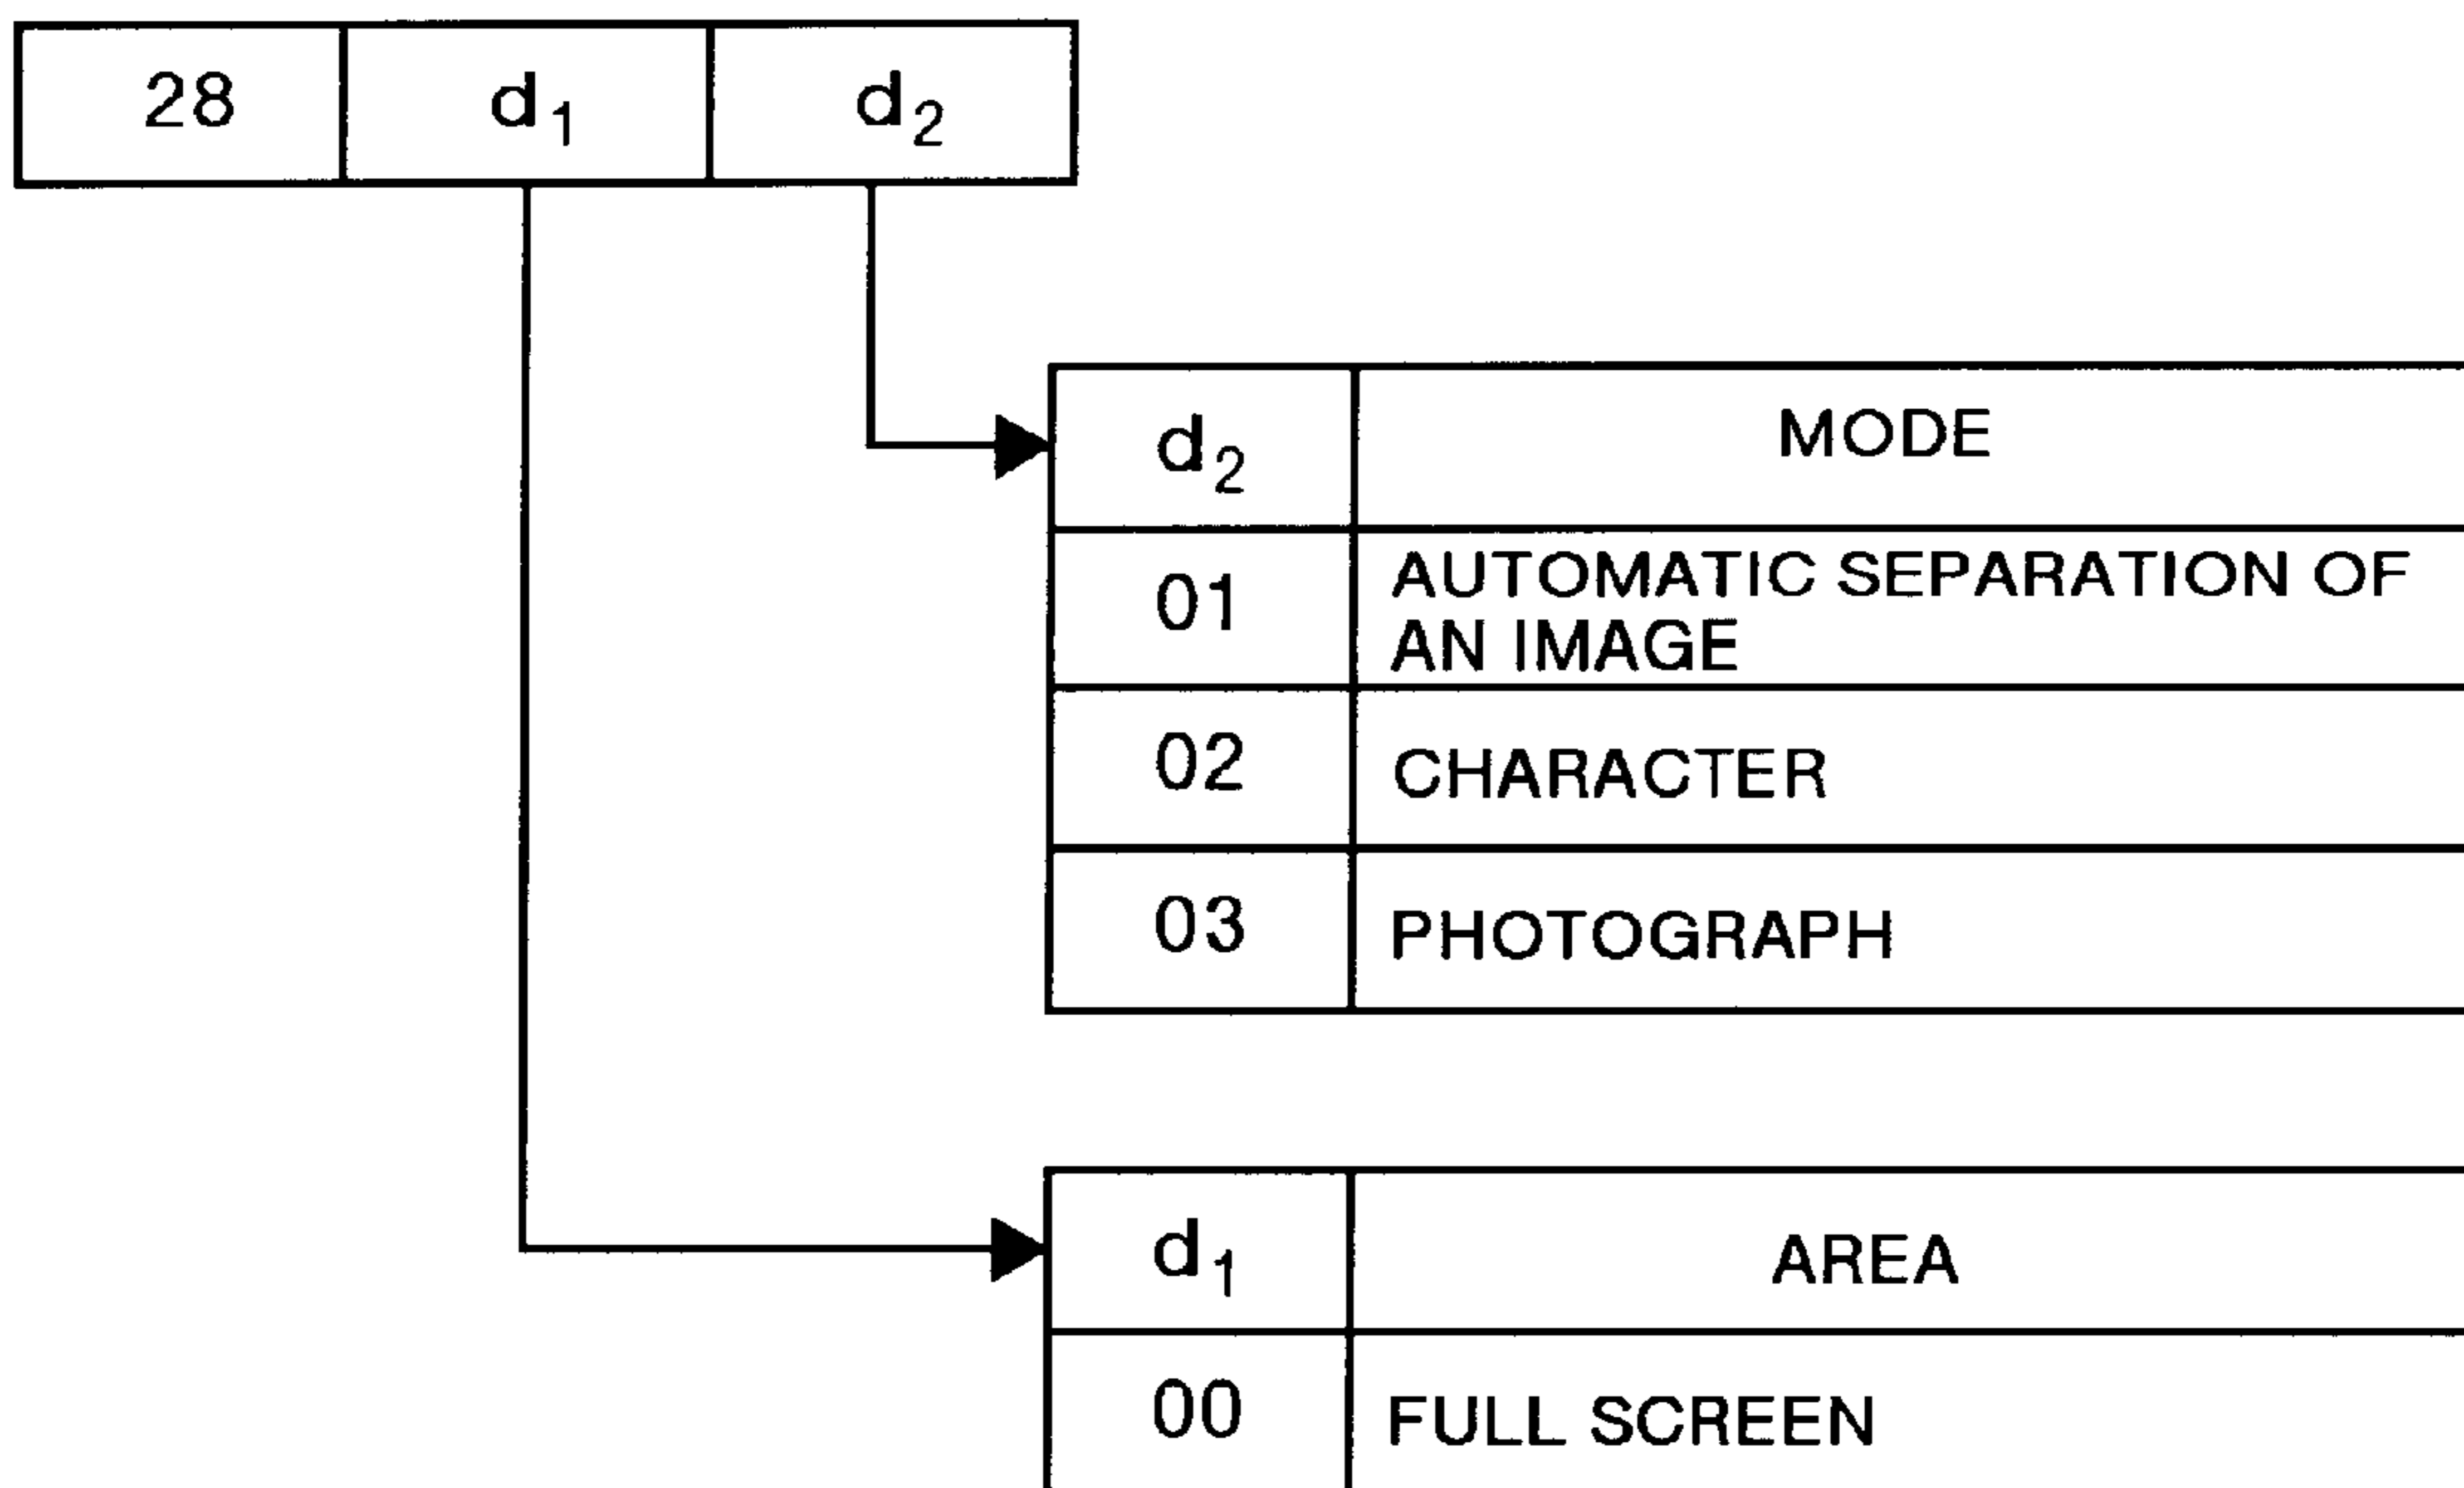 28 d1 d2
d2 MODE
01 AUTOMATIC SEPARATION OF
AN IMAGE
02 CHARACTER
03 PHOTOGRAPH
d1 AREA
00 FULL SCREEN